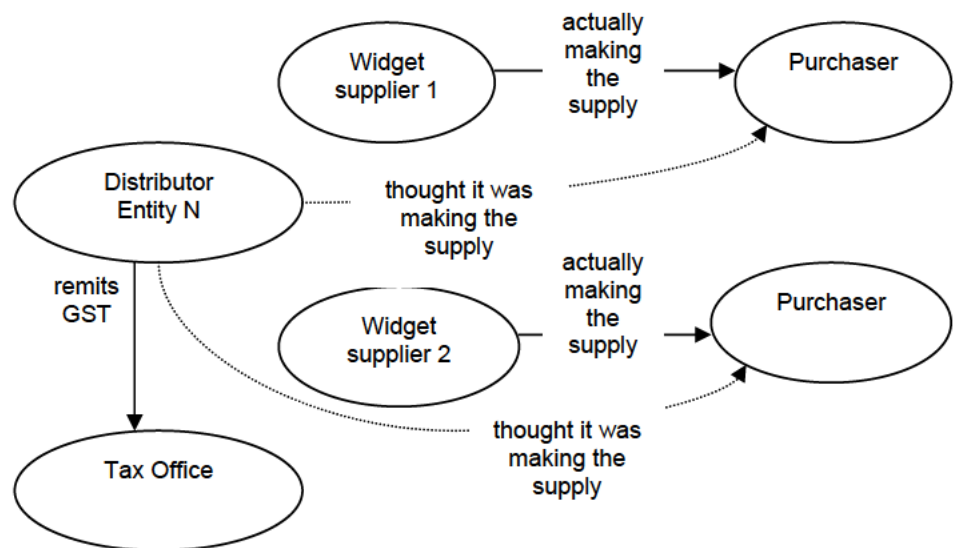 Widget
supplier 1
actually
making
the
supply
Purchaser
Distributor
Entity N
thought it was
making the
supply
remits
GST
Widget
supplier 2
actually
making
the
supply
Purchaser
thought it was
making the
supply
Tax Office